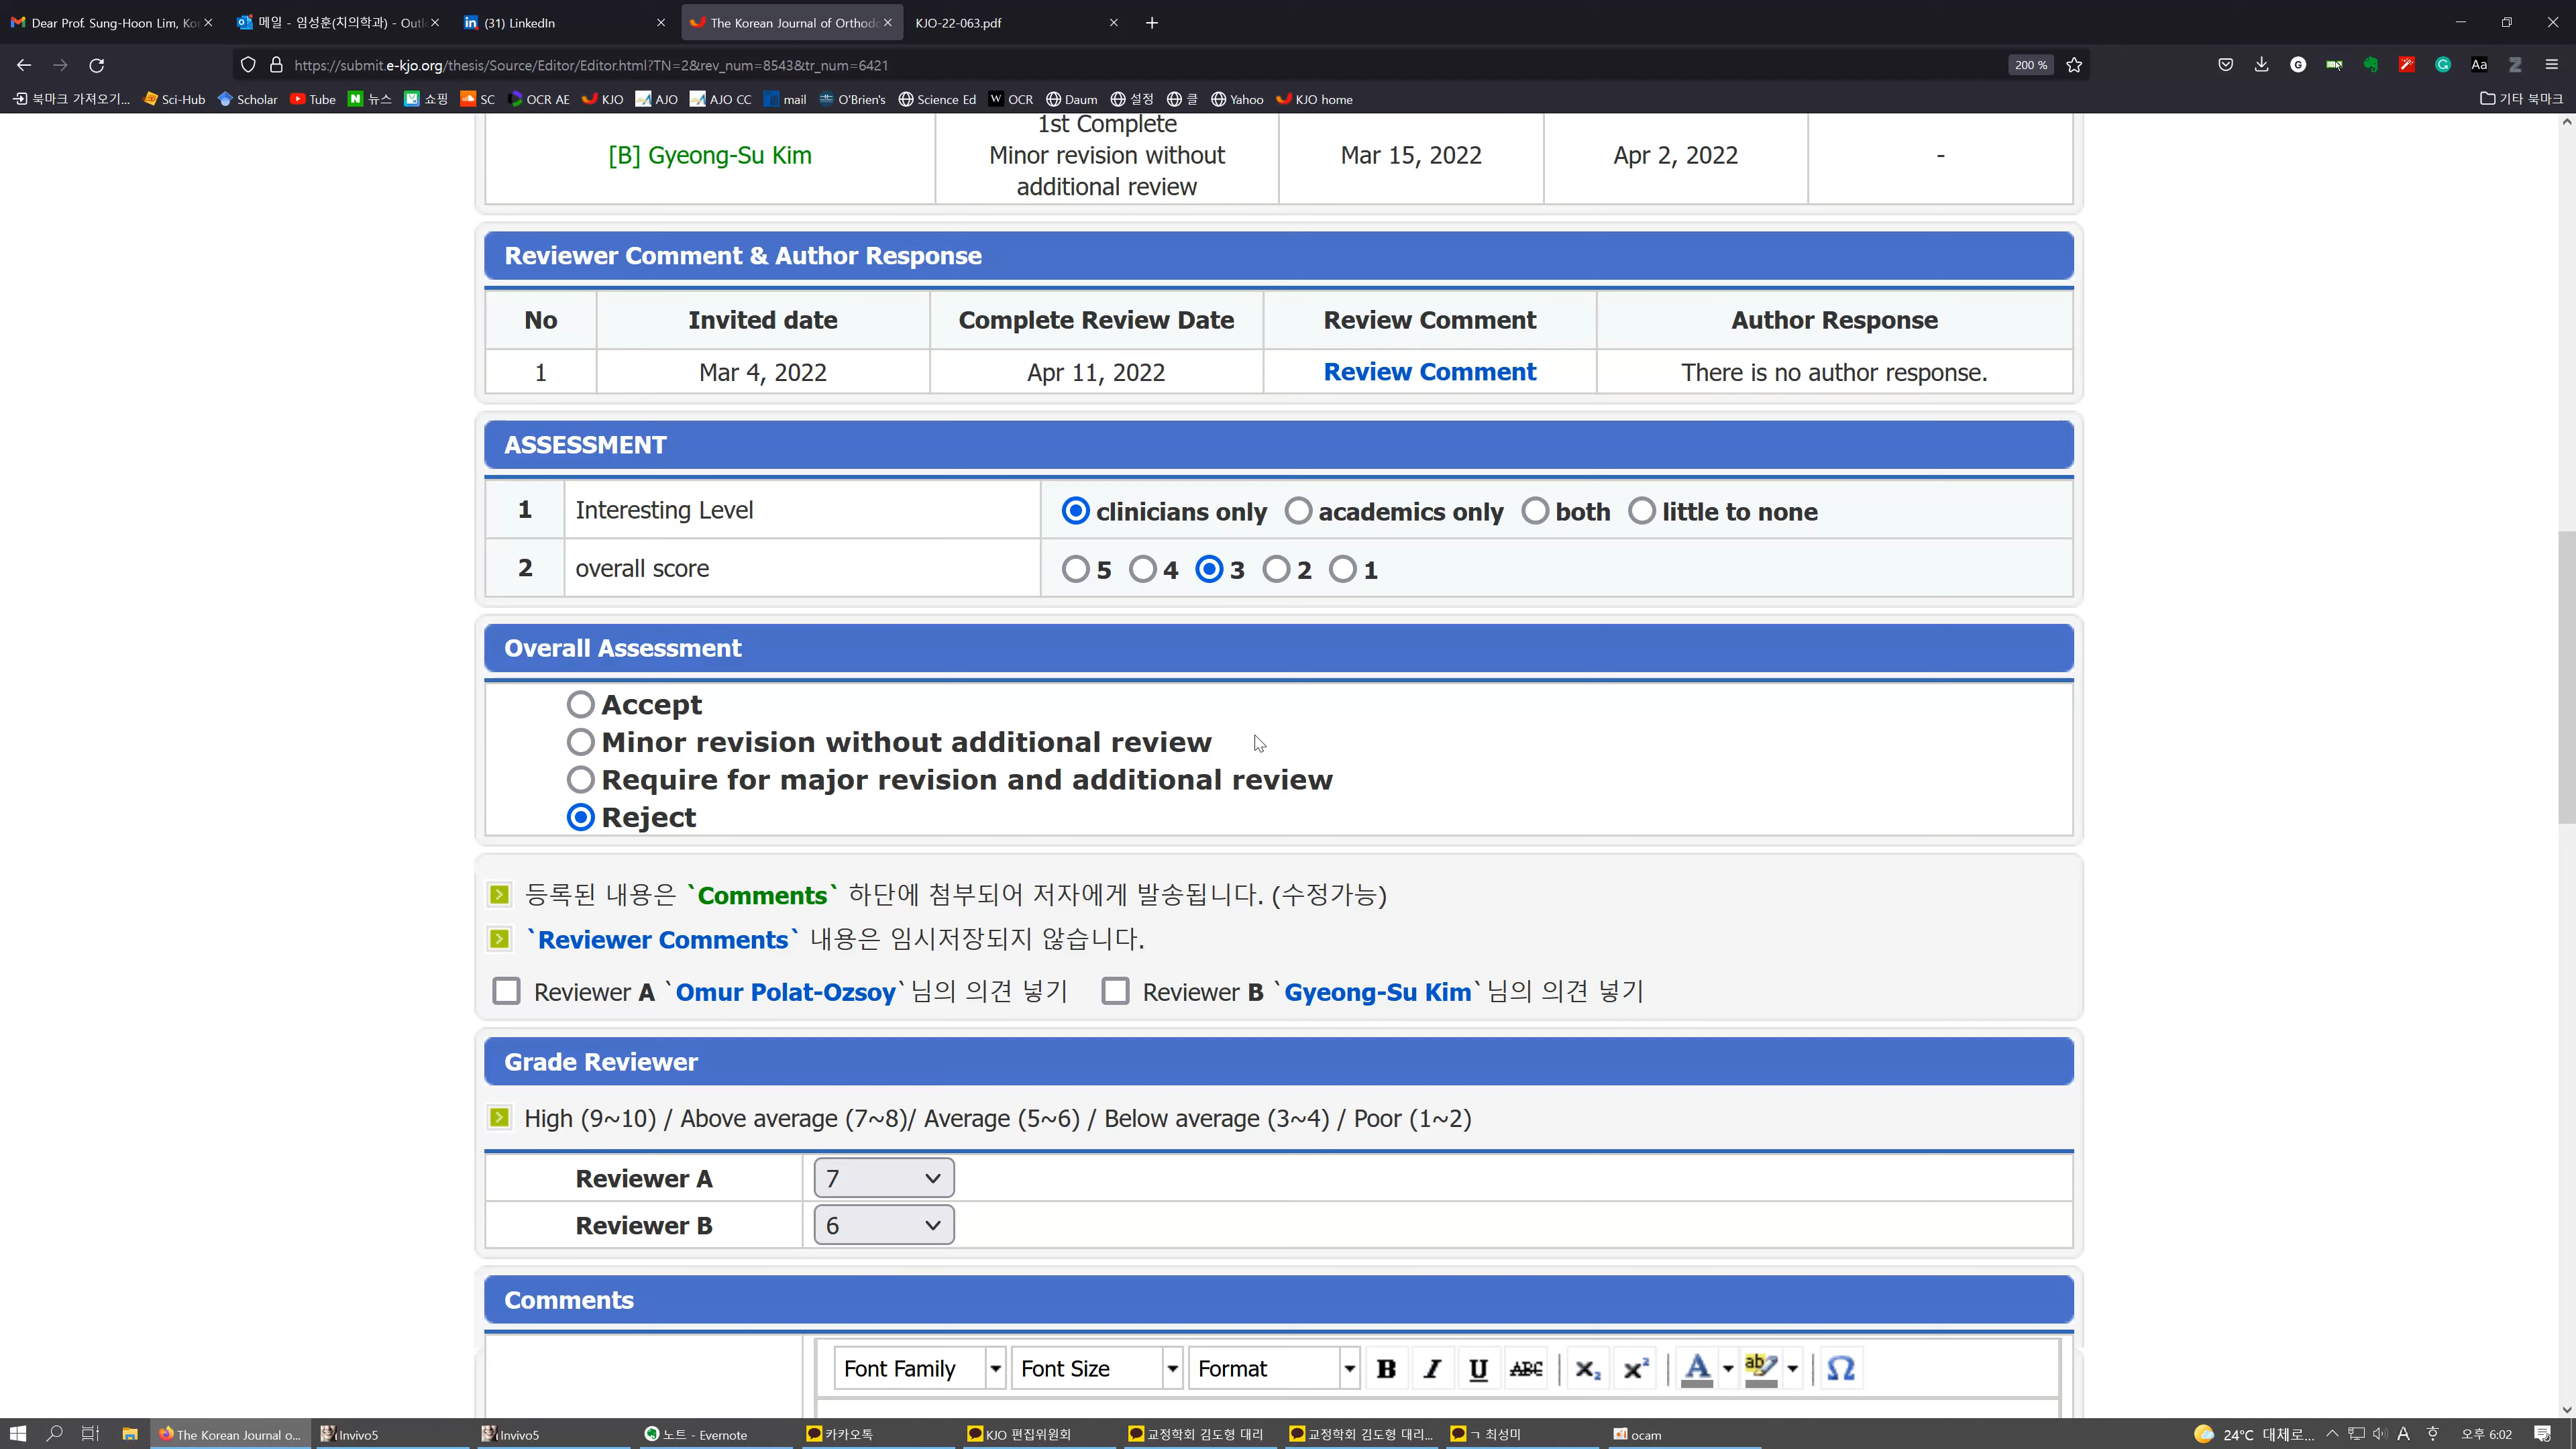 Dear Prof. Sung-Hoon Lim, Ko
메일 - 임성훈(치의학과) - Outl
(31) LinkedIn
The Korean Journal of Orthodo
KJO-22-063.pdf
https://submit.e-kjo.org/thesis/Source/Editor/Editor.html?TN=2&rev_num=8543&tr_num=6421
200 %
북마크 가져오기...
Sci-Hub
Scholar
Tube
뉴스
쇼핑
SC
OCR AE
KJO
AJO
AJO CC
mail
O'Brien's
Science Ed
OCR
Daum
설정
클
Yahoo
KJO home
기타 북마크
[B] Gyeong-Su Kim
1st Complete
Minor revision without
additional review
Mar 15, 2022
Apr 2, 2022
-
Reviewer Comment & Author Response
No Invited date Complete Review Date Review Comment Author Response
1 Mar 4, 2022 Apr 11, 2022 Review Comment There is no author response.
ASSESSMENT
1 Interesting Level clinicians only academics only both little to none
2 overall score 5 4 3 2 1
Overall Assessment
Accept
Minor revision without additional review
Require for major revision and additional review
Reject
등록된 내용은 `Comments` 하단에 첨부되어 저자에게 발송됩니다. (수정가능)
`Reviewer Comments` 내용은 임시저장되지 않습니다.
Reviewer A `Omur Polat-Ozsoy`님의 의견 넣기 Reviewer B `Gyeong-Su Kim`님의 의견 넣기
Grade Reviewer
High (9~10) / Above average (7~8)/ Average (5~6) / Below average (3~4) / Poor (1~2)
Reviewer A 7
Reviewer B 6
Comments
Font Family Font Size Format B I U ABC x₂ x² A ab Ω
The Korean Journal o...
Invivo5
Invivo5
노트 - Evernote
카카오톡
KJO 편집위원회
교정학회 김도형 대리
교정학회 김도형 대리...
ㄱ 최성미
ocam
24℃ 대체로...
A
오후 6:02